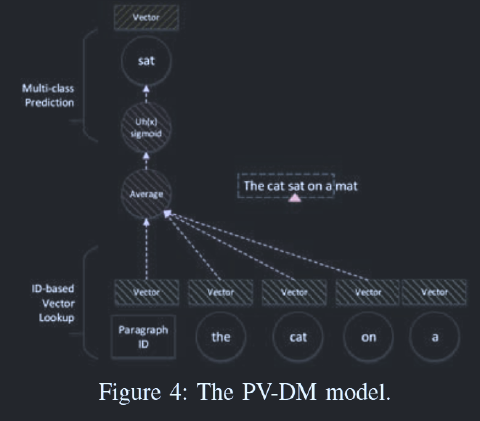 Vector
sat
Multi-class
Prediction
Uh(x)
sigmoid
The cat sat on a mat
Average
ID-based
Vector
Lookup
Vector Vector Vector Vector Vector
Paragraph
ID
the cat on a
Figure 4: The PV-DM model.